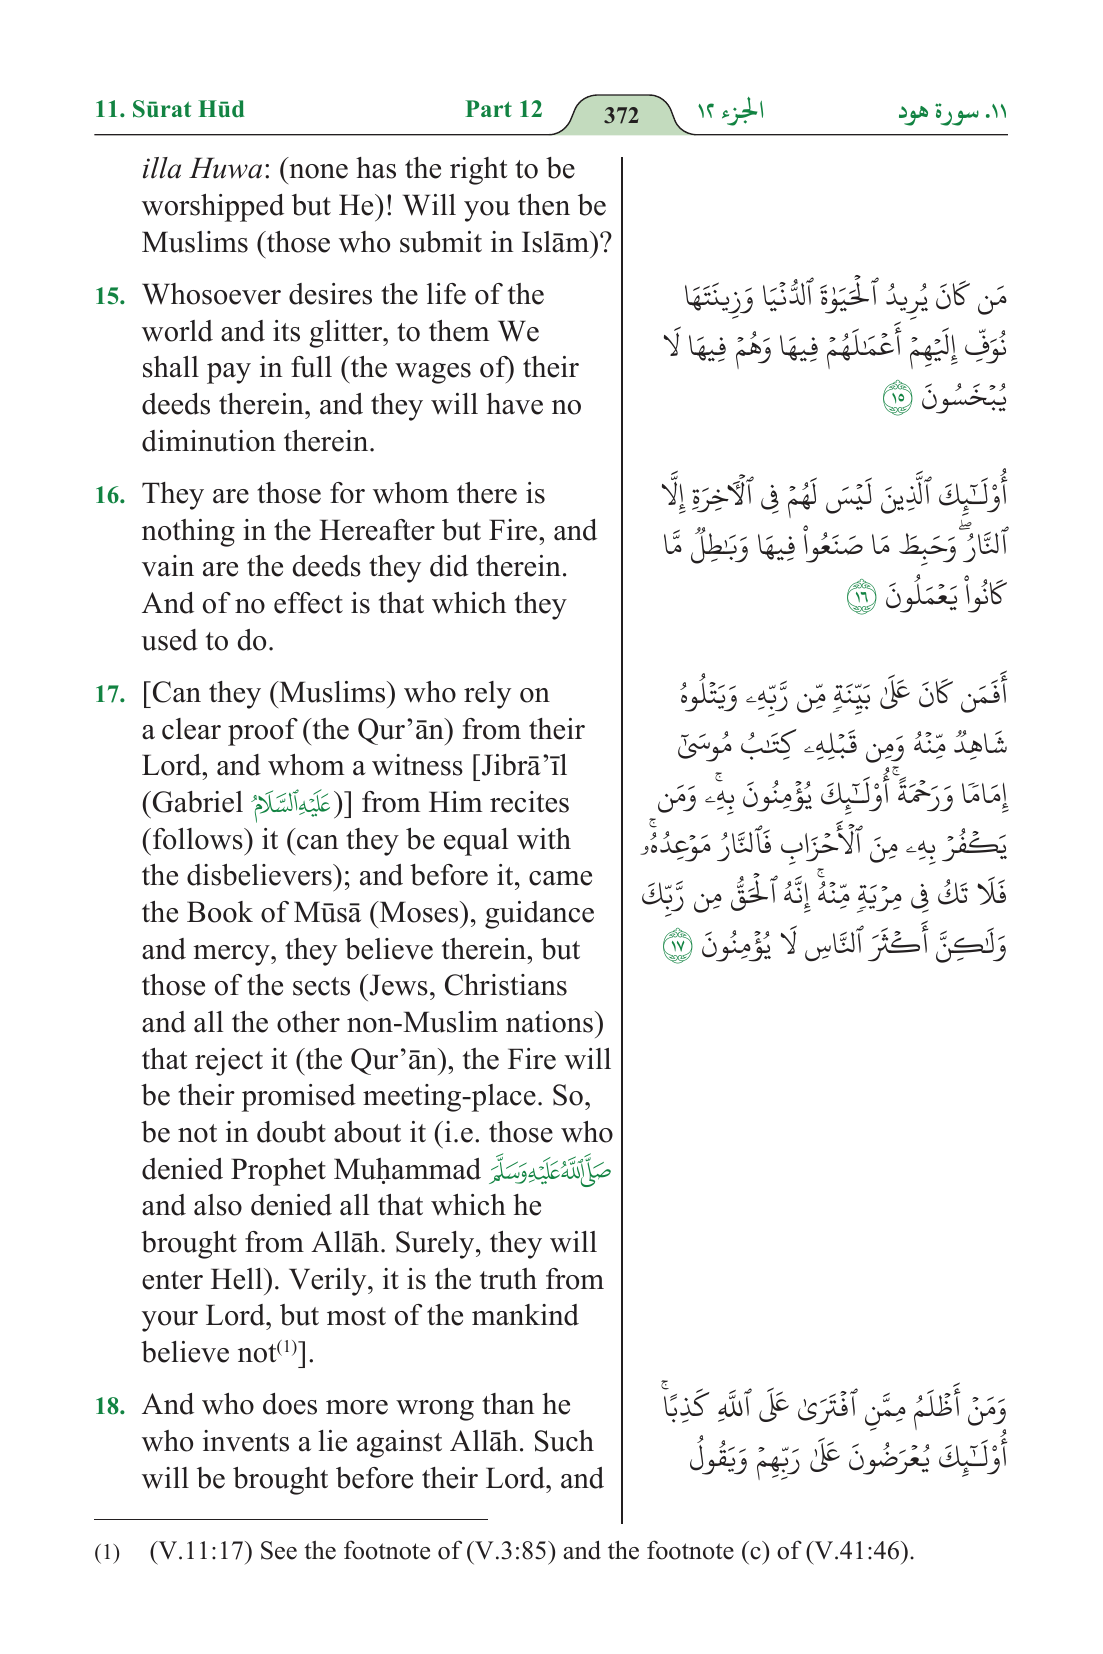 11. Sūrat Hūd
Part 12
372
الجزء ١٢
١١. سورة هود
illa Huwa: (none has the right to be
worshipped but He)! Will you then be
Muslims (those who submit in Islām)?
15. Whosoever desires the life of the
world and its glitter, to them We
shall pay in full (the wages of) their
deeds therein, and they will have no
diminution therein.
مَن كَانَ يُرِيدُ ٱلۡحَيَوٰةَ ٱلدُّنۡيَا وَزِينَتَهَا
نُوَفِّ إِلَيۡهِمۡ أَعۡمَٰلَهُمۡ فِيهَا وَهُمۡ فِيهَا لَا
يُبۡخَسُونَ ١٥
16. They are those for whom there is
nothing in the Hereafter but Fire, and
vain are the deeds they did therein.
And of no effect is that which they
used to do.
أُوْلَٰٓئِكَ ٱلَّذِينَ لَيۡسَ لَهُمۡ فِي ٱلۡأٓخِرَةِ إِلَّا
ٱلنَّارُۖ وَحَبِطَ مَا صَنَعُواْ فِيهَا وَبَٰطِلٞ مَّا
كَانُواْ يَعۡمَلُونَ ١٦
17. [Can they (Muslims) who rely on
a clear proof (the Qur’ān) from their
Lord, and whom a witness [Jibrā’īl
(Gabriel عَلَيْهِ ٱلسَّلَامُ)] from Him recites
(follows) it (can they be equal with
the disbelievers); and before it, came
the Book of Mūsā (Moses), guidance
and mercy, they believe therein, but
those of the sects (Jews, Christians
and all the other non-Muslim nations)
that reject it (the Qur’ān), the Fire will
be their promised meeting-place. So,
be not in doubt about it (i.e. those who
denied Prophet Muḥammad صَلَّى ٱللَّهُ عَلَيْهِ وَسَلَّمَ
and also denied all that which he
brought from Allāh. Surely, they will
enter Hell). Verily, it is the truth from
your Lord, but most of the mankind
believe not(1)].
أَفَمَن كَانَ عَلَىٰ بَيِّنَةٖ مِّن رَّبِّهِۦ وَيَتۡلُوهُ
شَاهِدٞ مِّنۡهُ وَمِن قَبۡلِهِۦ كِتَٰبُ مُوسَىٰٓ
إِمَامٗا وَرَحۡمَةًۚ أُوْلَٰٓئِكَ يُؤۡمِنُونَ بِهِۦۚ وَمَن
يَكۡفُرۡ بِهِۦ مِنَ ٱلۡأَحۡزَابِ فَٱلنَّارُ مَوۡعِدُهُۥۚ
فَلَا تَكُ فِي مِرۡيَةٖ مِّنۡهُۚ إِنَّهُ ٱلۡحَقُّ مِن رَّبِّكَ
وَلَٰكِنَّ أَكۡثَرَ ٱلنَّاسِ لَا يُؤۡمِنُونَ ١٧
18. And who does more wrong than he
who invents a lie against Allāh. Such
will be brought before their Lord, and
وَمَنۡ أَظۡلَمُ مِمَّنِ ٱفۡتَرَىٰ عَلَى ٱللَّهِ كَذِبًاۚ
أُوْلَٰٓئِكَ يُعۡرَضُونَ عَلَىٰ رَبِّهِمۡ وَيَقُولُ
(1) (V.11:17) See the footnote of (V.3:85) and the footnote (c) of (V.41:46).